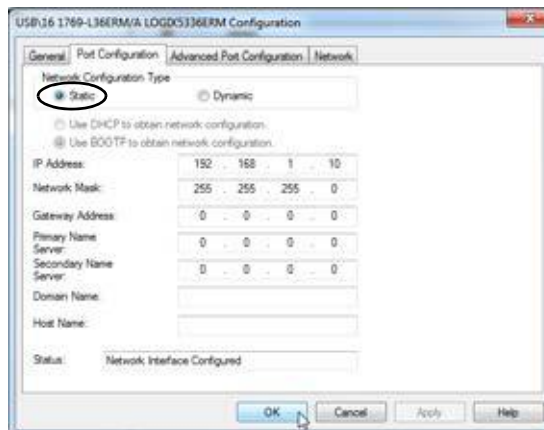 USB\16 1769-L36ERM/A LOGIX5336ERM Configuration
General Port Configuration Advanced Port Configuration Network
Network Configuration Type
Static Dynamic
Use DHCP to obtain network configuration.
Use BOOTP to obtain network configuration.
IP Address: 192 . 168 . 1 . 10
Network Mask: 255 . 255 . 255 . 0
Gateway Address: 0 . 0 . 0 . 0
Primary Name
Server: 0 . 0 . 0 . 0
Secondary Name
Server: 0 . 0 . 0 . 0
Domain Name:
Host Name:
Status: Network Interface Configured
OK Cancel Apply Help